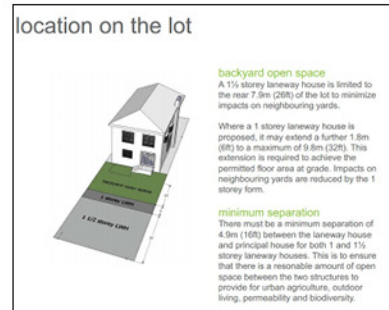 location on the lot
backyard open space
A 1½ storey laneway house is limited to
the rear 7.9m (26ft) of the lot to minimize
impacts on neighbouring yards.
Where a 1 storey laneway house is
proposed, it may extend a further 1.8m
(6ft) to a maximum of 9.8m (32ft). This
extension is required to achieve the
permitted floor area at grade. Impacts on
neighbouring yards are reduced by the 1
storey form.
minimum separation
There must be a minimum separation of
4.9m (16ft) between the laneway house
and principal house for both 1 and 1½
storey laneway houses. This is to ensure
that there is a resonable amount of open
space between the two structures to
provide for urban agriculture, outdoor
living, permeability and biodiversity.
1 storey LWH
1 1/2 storey LWH